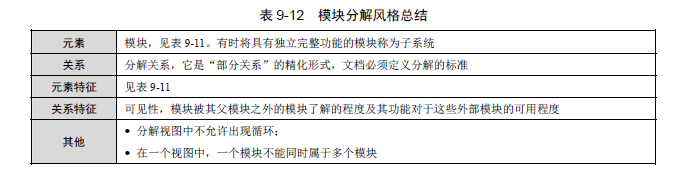 表 9-12 模块分解风格总结
元素 模块，见表 9-11。有时将具有独立完整功能的模块称为子系统
关系 分解关系，它是“部分关系”的精化形式，文档必须定义分解的标准
元素特征 见表 9-11
关系特征 可见性，模块被其父模块之外的模块了解的程度及其功能对于这些外部模块的可用程度
其他 • 分解视图中不允许出现循环；
• 在一个视图中，一个模块不能同时属于多个模块